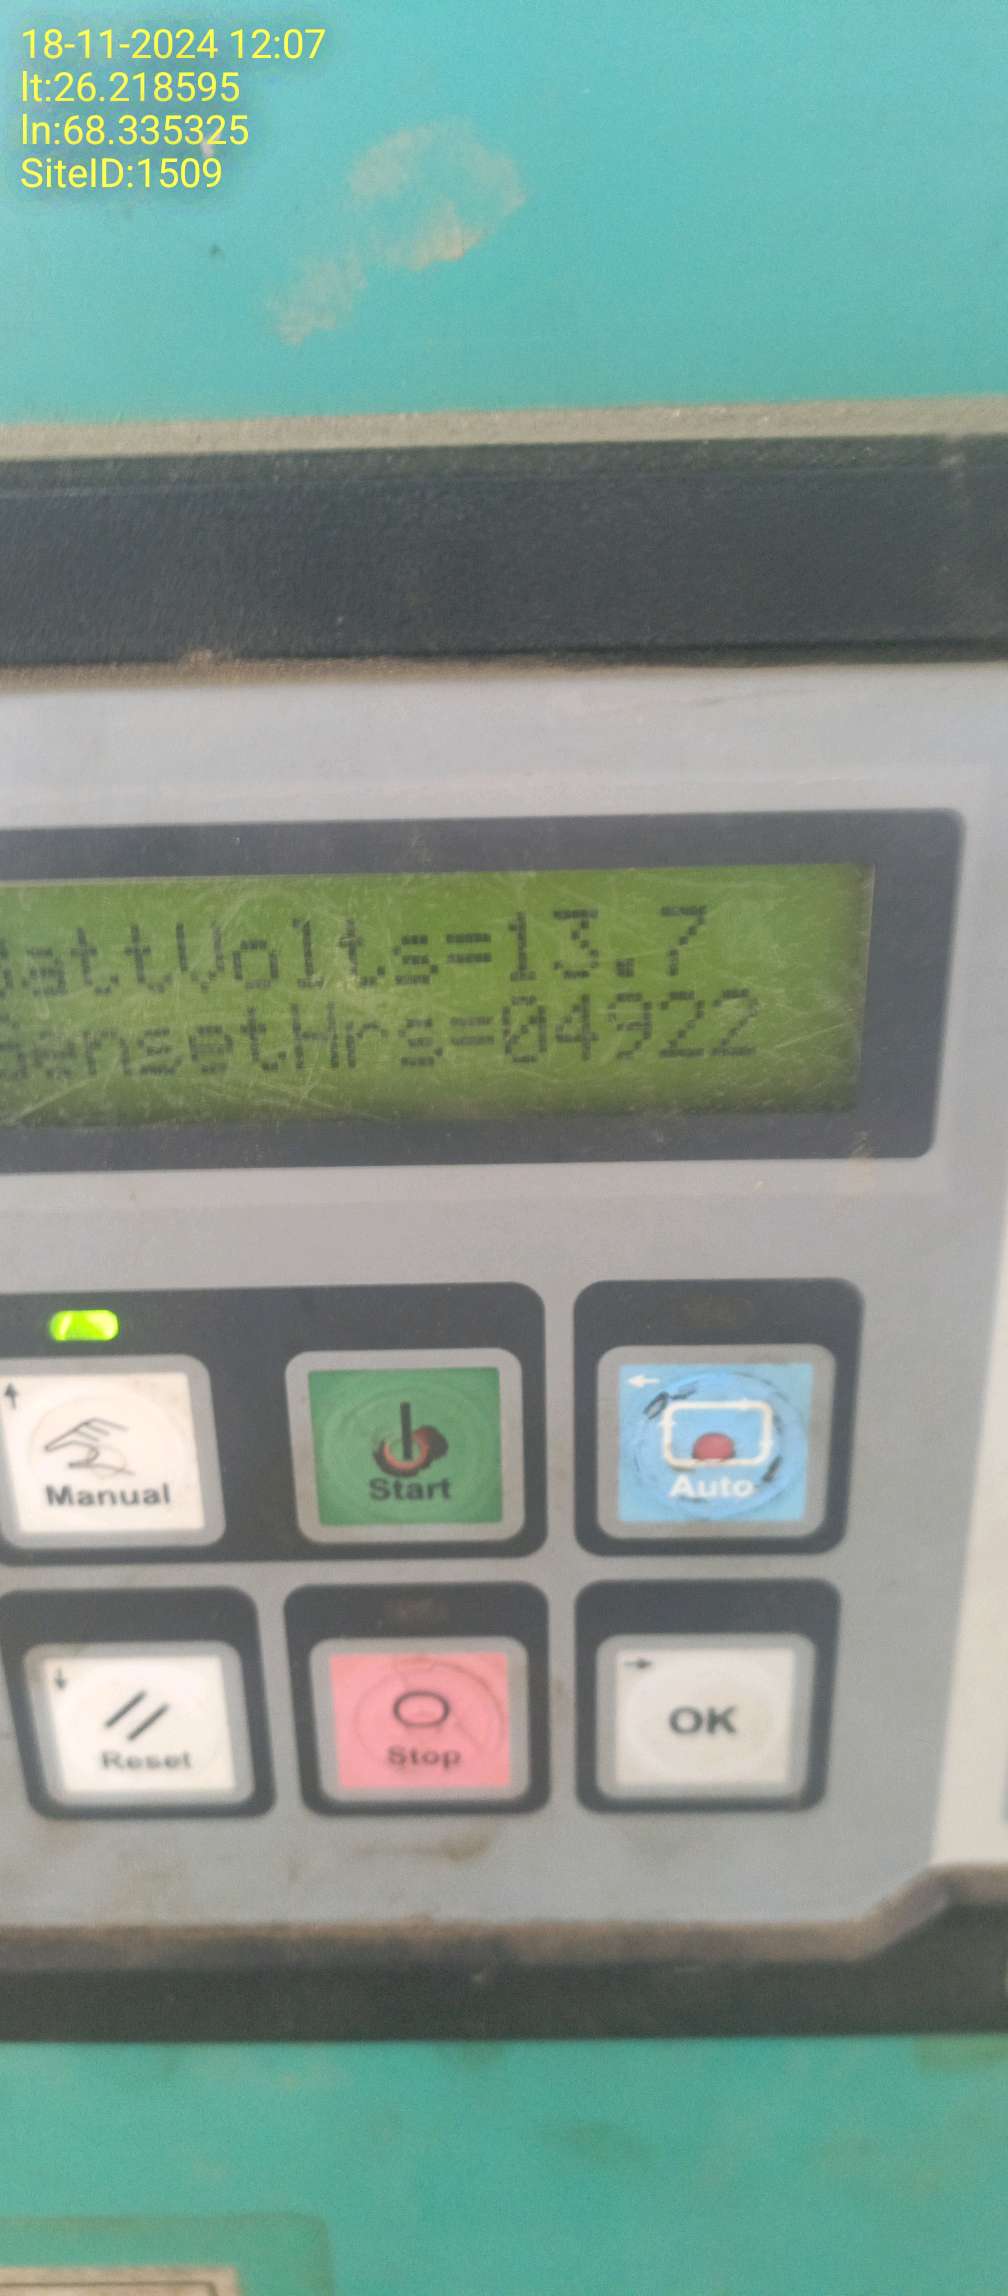 18-11-2024 12:07
lt:26.218595
ln:68.335325
SiteID:1509
BattVolts=13.7
GensetHrs=04922
Manual
Start
Auto
Reset
Stop
OK